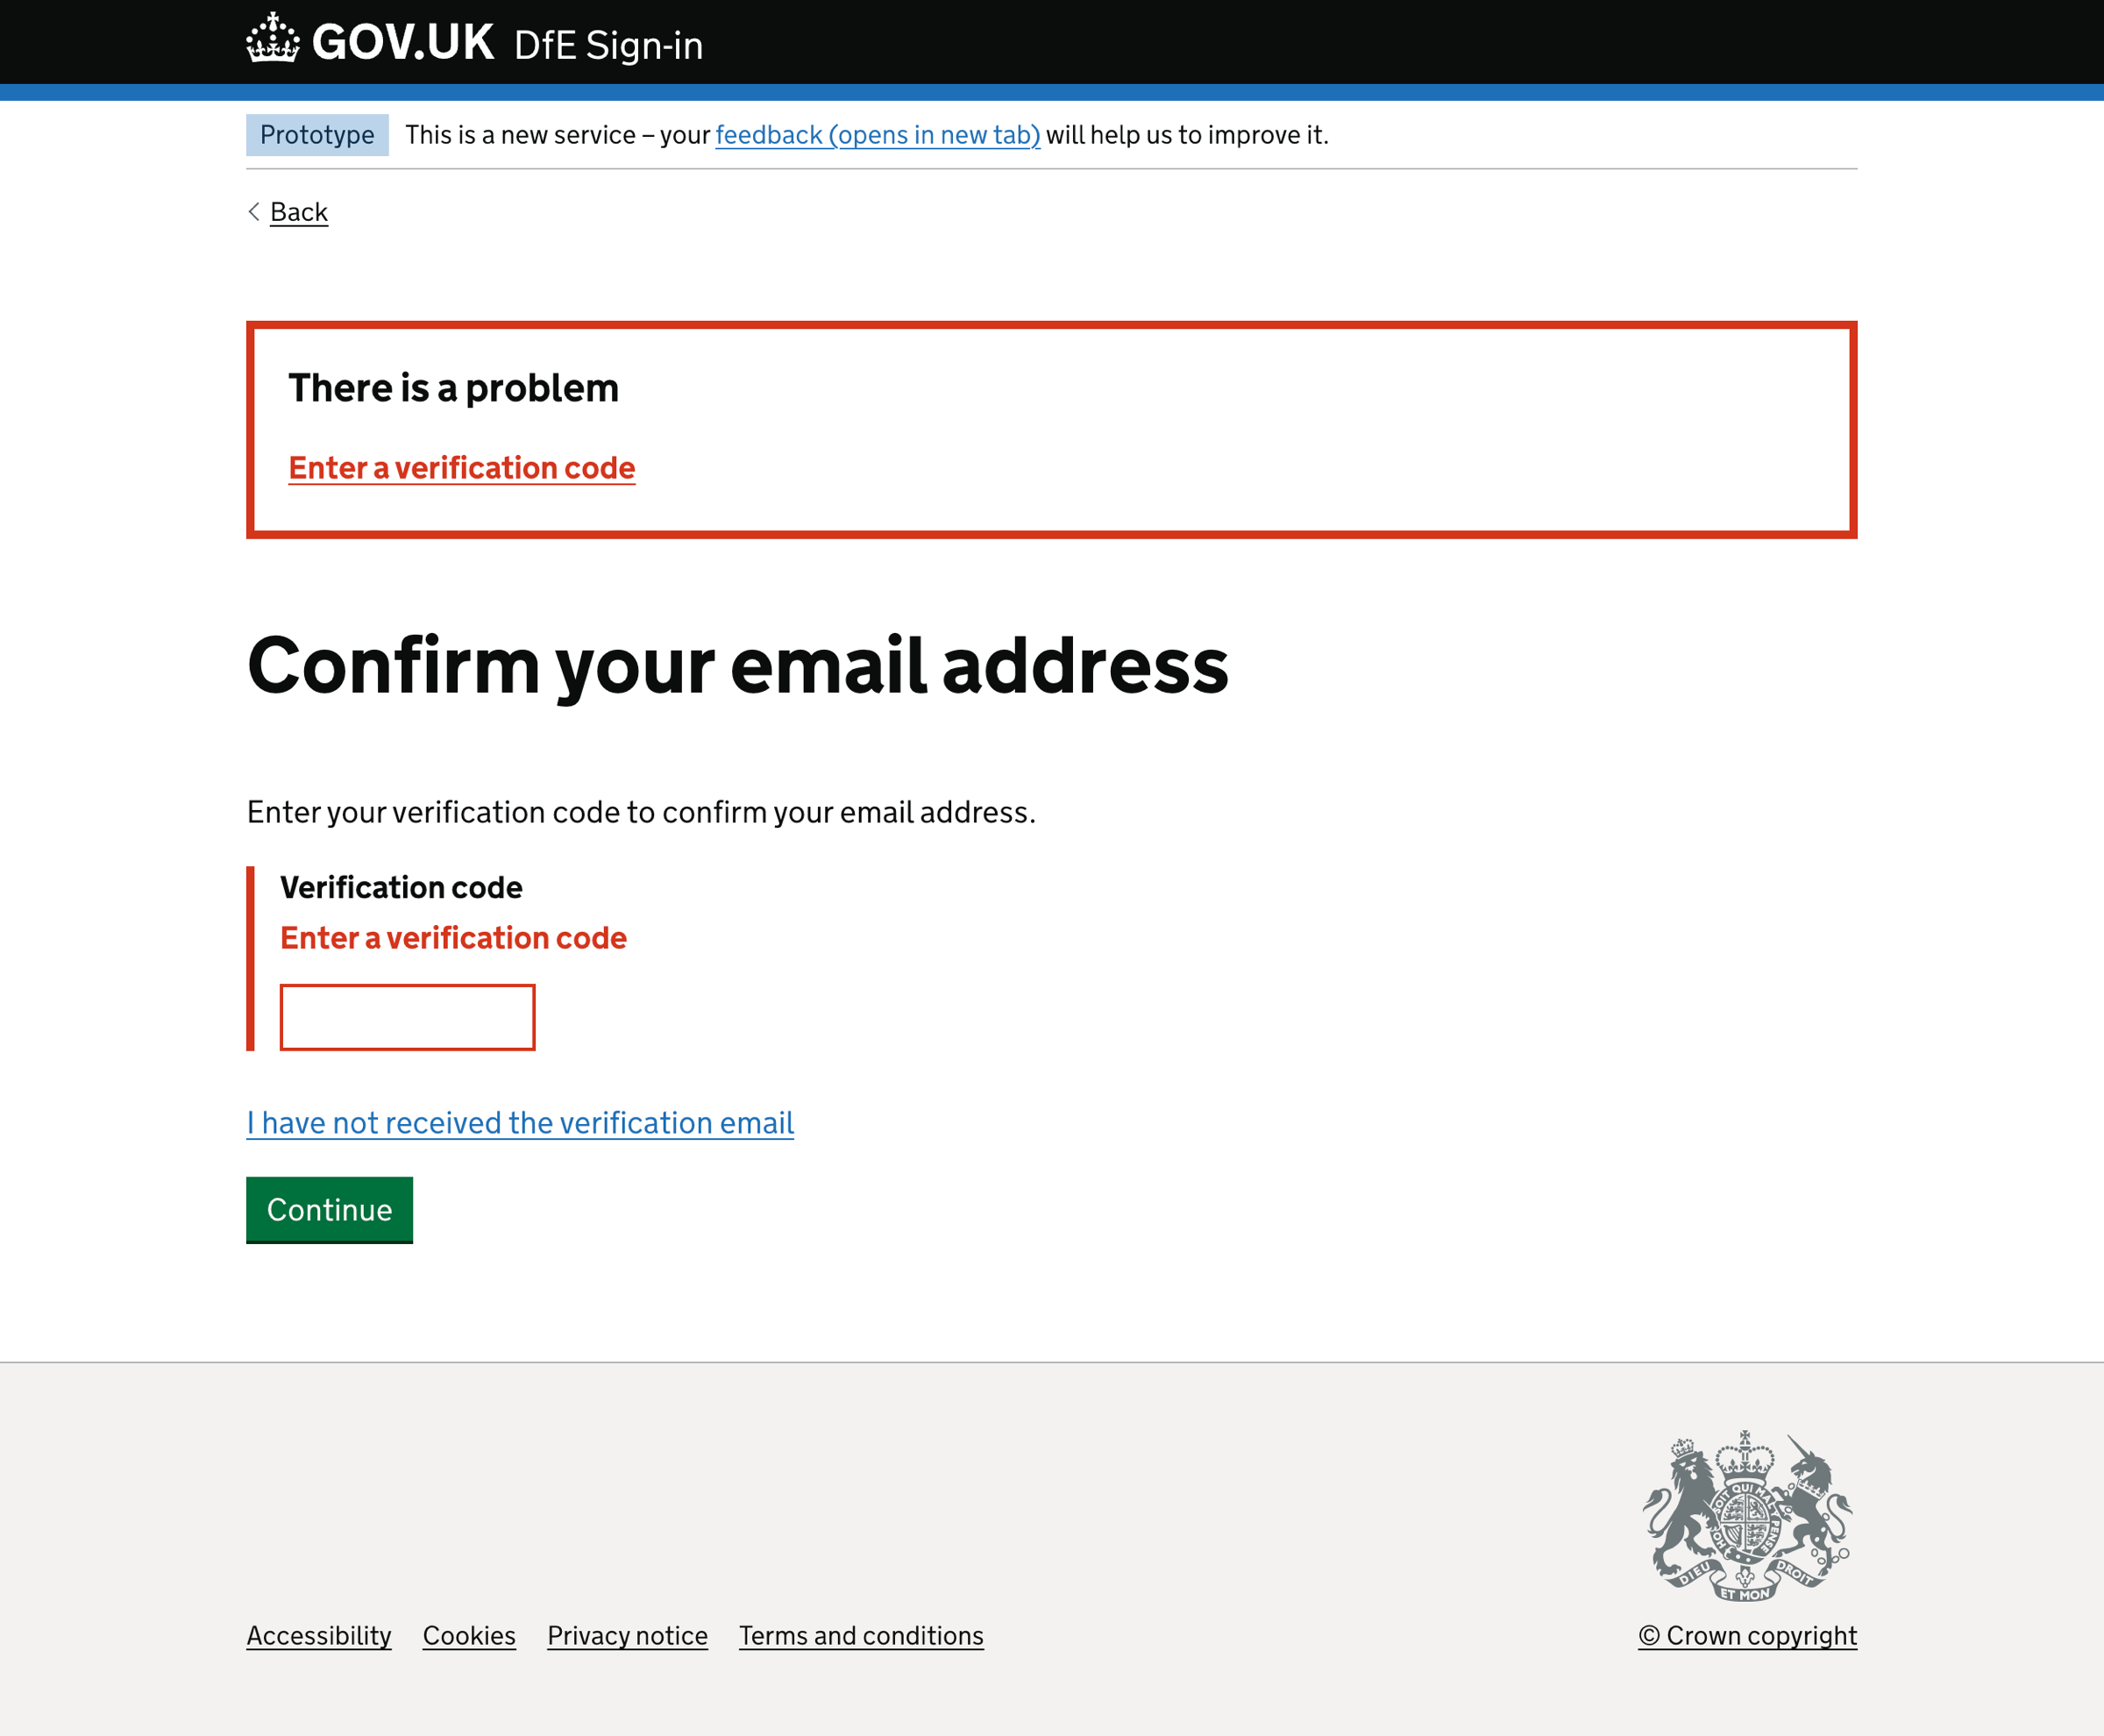 GOV.UK DfE Sign-in
Prototype This is a new service – your feedback (opens in new tab) will help us to improve it.
Back
There is a problem
Enter a verification code
Confirm your email address
Enter your verification code to confirm your email address.
Verification code
Enter a verification code
I have not received the verification email
Continue
SOIT QUI MAL
PENSE
HON
DIEU
ET MON
DROIT
Accessibility Cookies Privacy notice Terms and conditions © Crown copyright